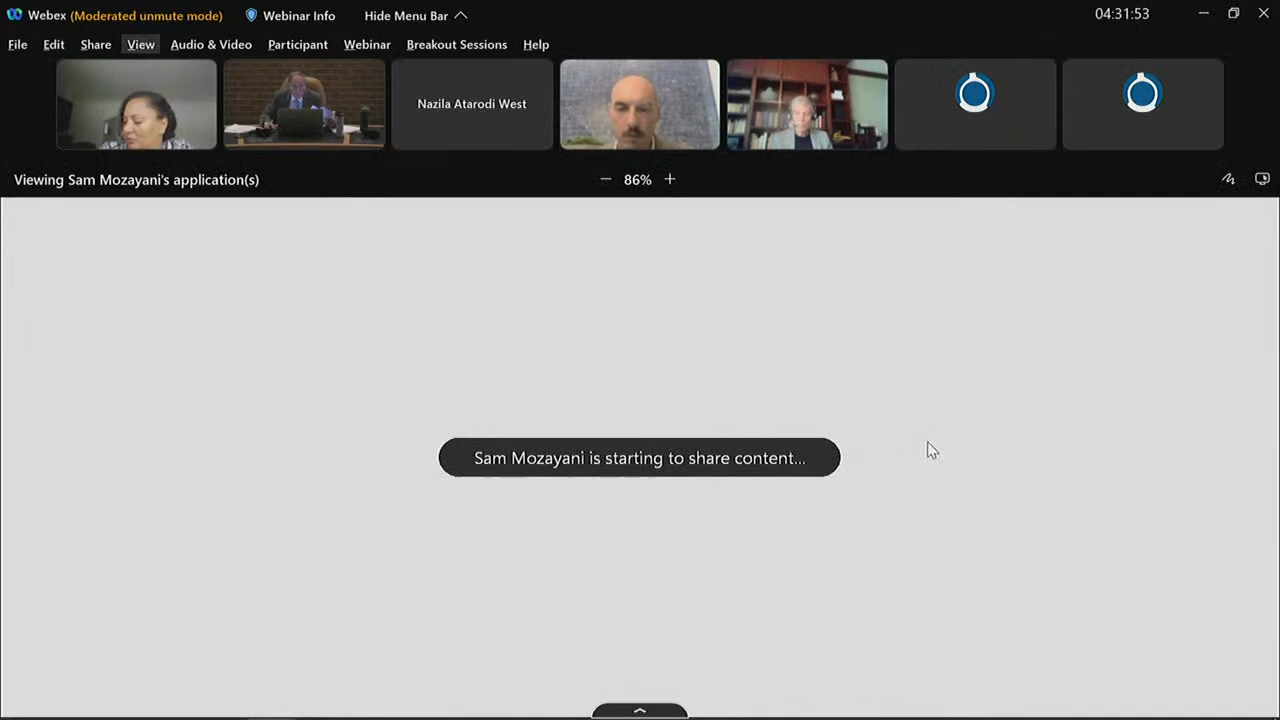 Webex (Moderated unmute mode) Webinar Info Hide Menu Bar 04:31:53
File Edit Share View Audio & Video Participant Webinar Breakout Sessions Help
Nazila Atarodi West
Viewing Sam Mozayani's application(s) 86%
Sam Mozayani is starting to share content...